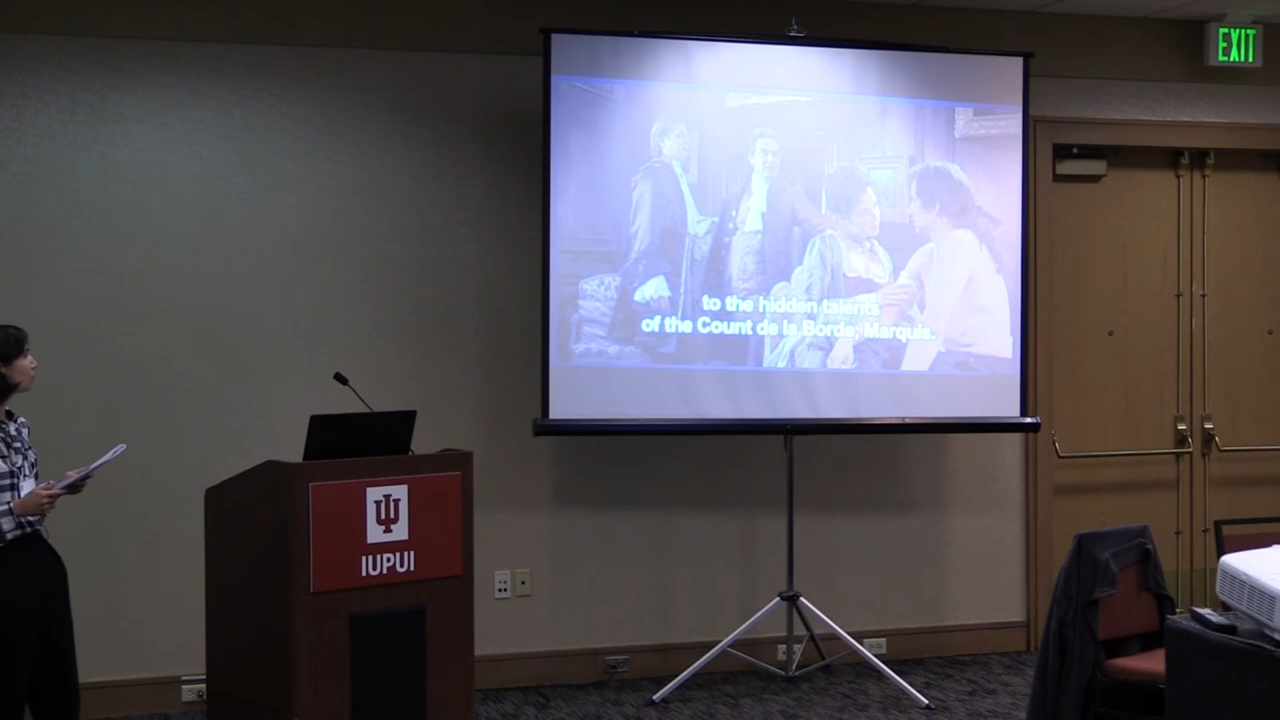 EXIT
to the hidden talents
of the Count de la Borde, Marquis.
IUPUI